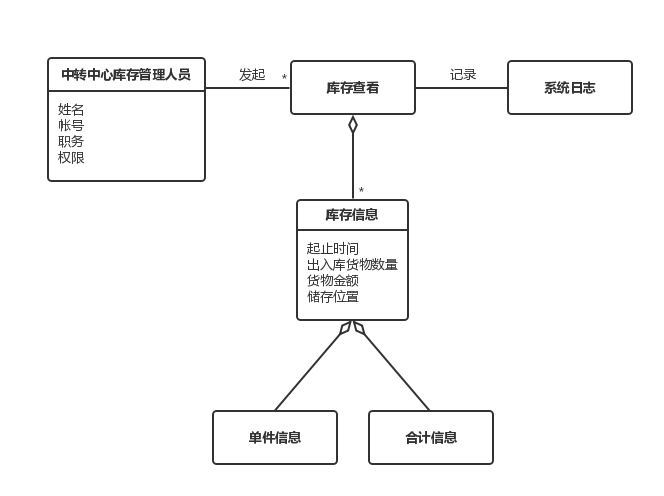 中转中心库存管理人员
姓名
帐号
职务
权限
发起
*
库存查看
记录
系统日志
*
库存信息
起止时间
出入库货物数量
货物金额
储存位置
单件信息
合计信息